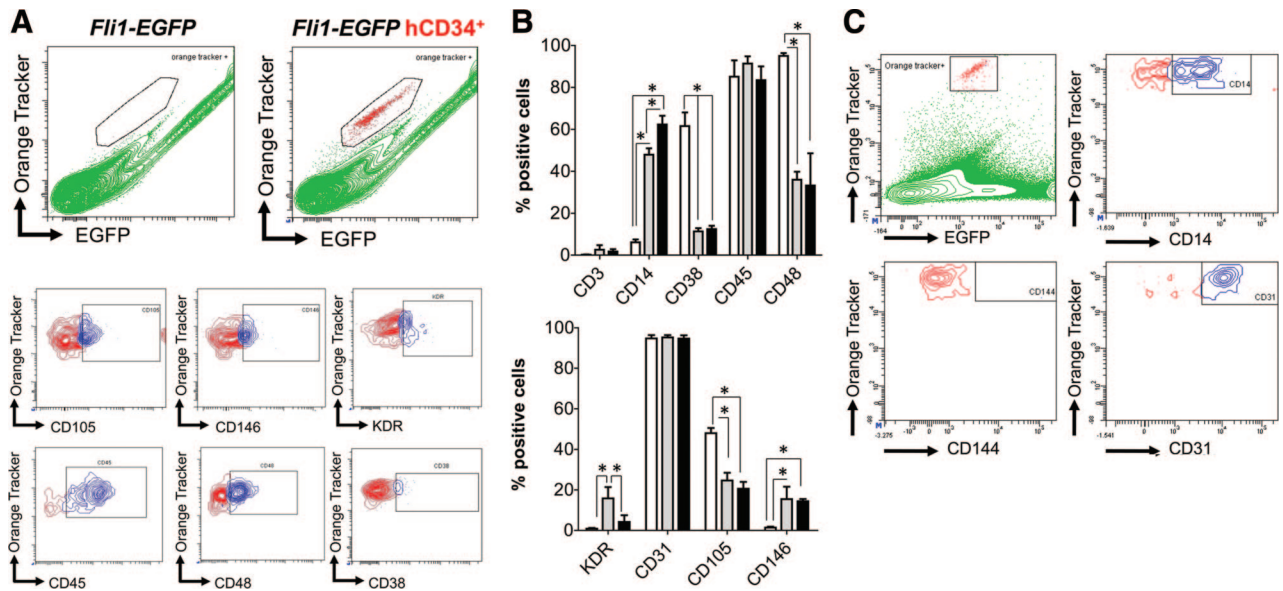 A
Fli1-EGFP
Fli1-EGFP hCD34+
Orange Tracker
orange tracker +
EGFP
Orange Tracker
orange tracker +
EGFP
Orange Tracker
CD105
CD105
Orange Tracker
CD146
CD146
Orange Tracker
KDR
KDR
Orange Tracker
CD45
CD45
Orange Tracker
CD48
CD48
Orange Tracker
CD38
CD38
B
% positive cells
100
80
60
40
20
0
* * * * * *
CD3
CD14
CD38
CD45
CD48
% positive cells
100
80
60
40
20
0
* * * * * *
KDR
CD31
CD105
CD146
C
Orange Tracker
Orange tracker+
EGFP
Orange Tracker
CD14
CD14
Orange Tracker
CD144
CD144
Orange Tracker
CD31
CD31